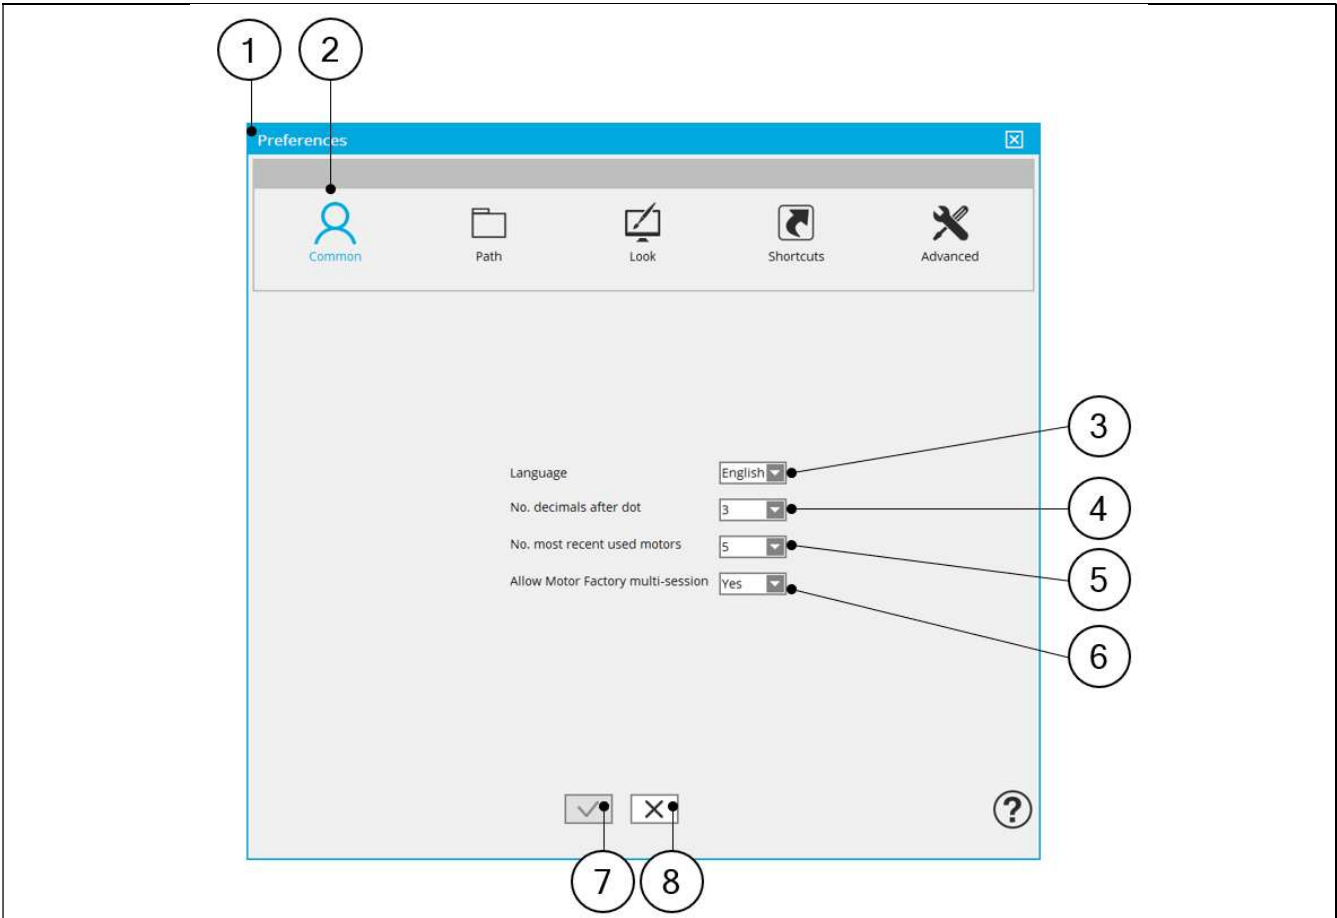 1 2
Preferences
Common Path Look Shortcuts Advanced
3
Language English
4
No. decimals after dot 3
No. most recent used motors 5
5
Allow Motor Factory multi-session Yes
6
?
7 8